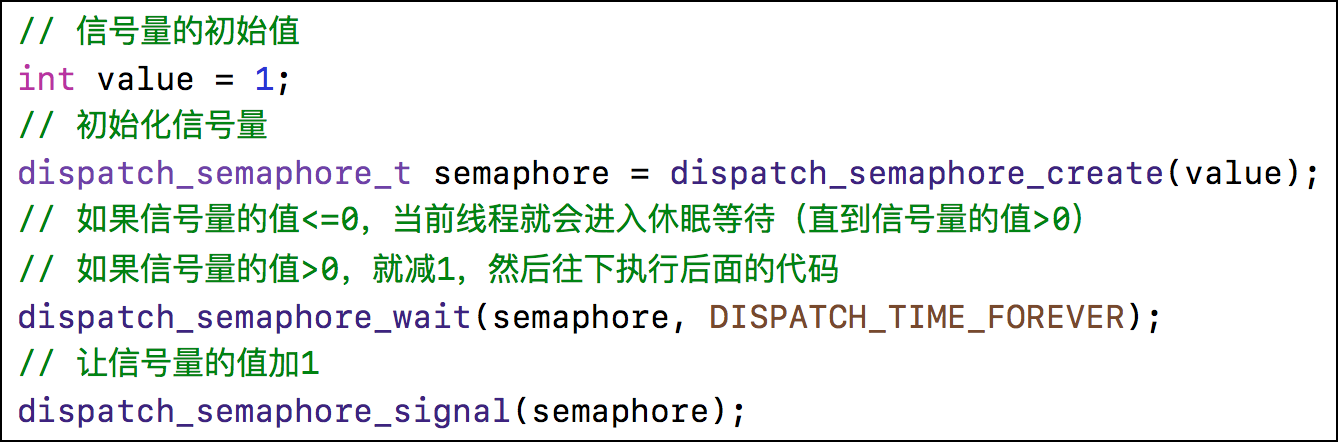 // 信号量的初始值
int value = 1;
// 初始化信号量
dispatch_semaphore_t semaphore = dispatch_semaphore_create(value);
// 如果信号量的值<=0，当前线程就会进入休眠等待（直到信号量的值>0）
// 如果信号量的值>0，就减1，然后往下执行后面的代码
dispatch_semaphore_wait(semaphore, DISPATCH_TIME_FOREVER);
// 让信号量的值加1
dispatch_semaphore_signal(semaphore);